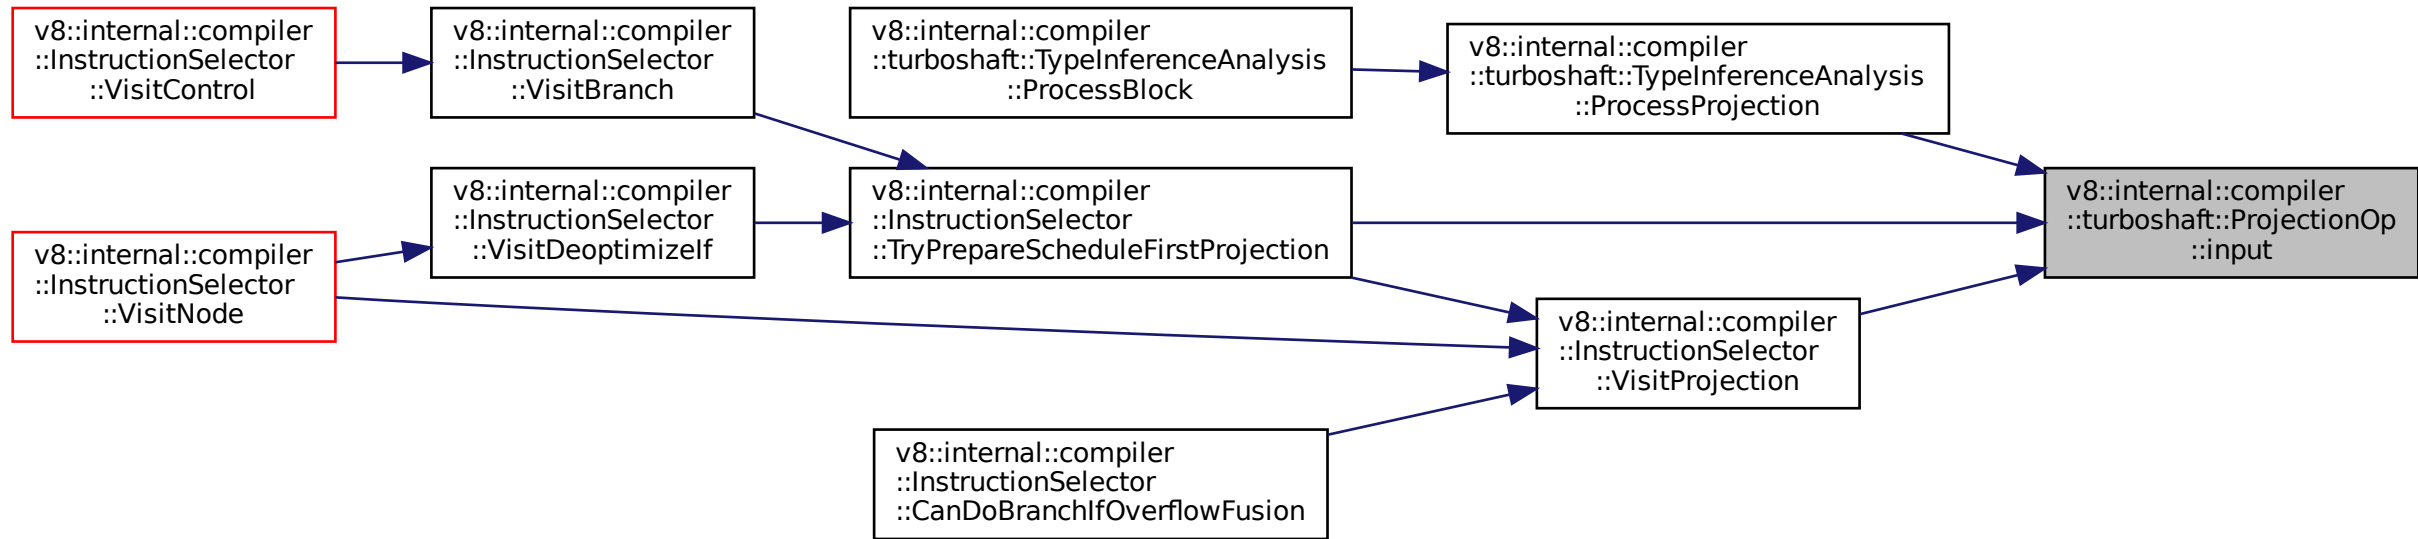 v8::internal::compiler
::InstructionSelector
::VisitControl
v8::internal::compiler
::InstructionSelector
::VisitBranch
v8::internal::compiler
::turboshaft::TypeInferenceAnalysis
::ProcessBlock
v8::internal::compiler
::turboshaft::TypeInferenceAnalysis
::ProcessProjection
v8::internal::compiler
::InstructionSelector
::VisitNode
v8::internal::compiler
::InstructionSelector
::VisitDeoptimizeIf
v8::internal::compiler
::InstructionSelector
::TryPrepareScheduleFirstProjection
v8::internal::compiler
::turboshaft::ProjectionOp
::input
v8::internal::compiler
::InstructionSelector
::VisitProjection
v8::internal::compiler
::InstructionSelector
::CanDoBranchIfOverflowFusion